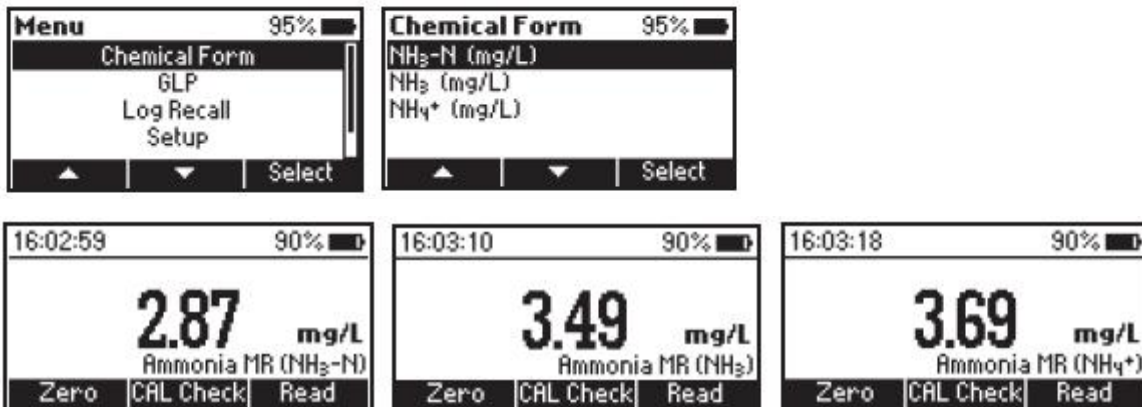 Menu 95%
Chemical Form
GLP
Log Recall
Setup
▲ ▼ Select
Chemical Form 95%
NH₃-N (mg/L)
NH₃ (mg/L)
NH₄⁺ (mg/L)
▲ ▼ Select
16:02:59 90%
2.87 mg/L
Ammonia MR (NH₃-N)
Zero CAL Check Read
16:03:10 90%
3.49 mg/L
Ammonia MR (NH₃)
Zero CAL Check Read
16:03:18 90%
3.69 mg/L
Ammonia MR (NH₄⁺)
Zero CAL Check Read